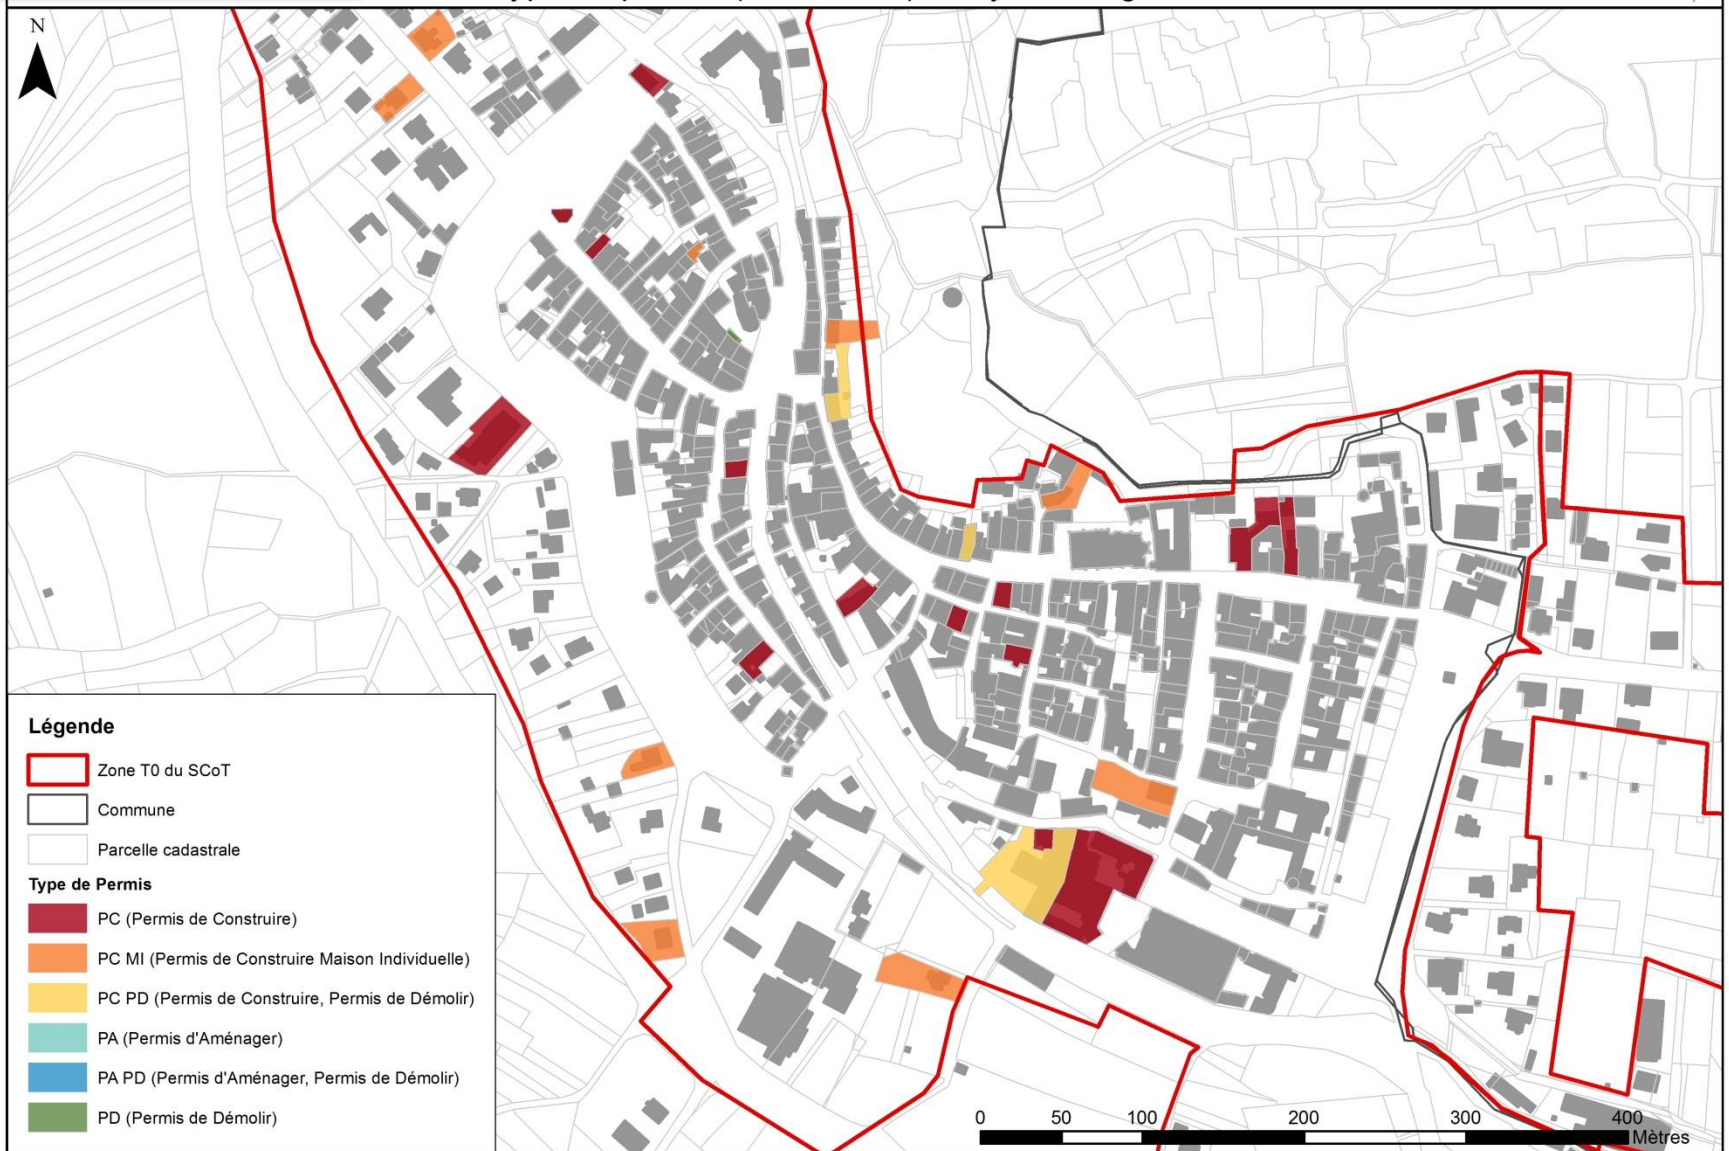 N
Légende
Zone T0 du SCoT
Commune
Parcelle cadastrale
Type de Permis
PC (Permis de Construire)
PC MI (Permis de Construire Maison Individuelle)
PC PD (Permis de Construire, Permis de Démolir)
PA (Permis d'Aménager)
PA PD (Permis d'Aménager, Permis de Démolir)
PD (Permis de Démolir)
0 50 100 200 300 400
Mètres